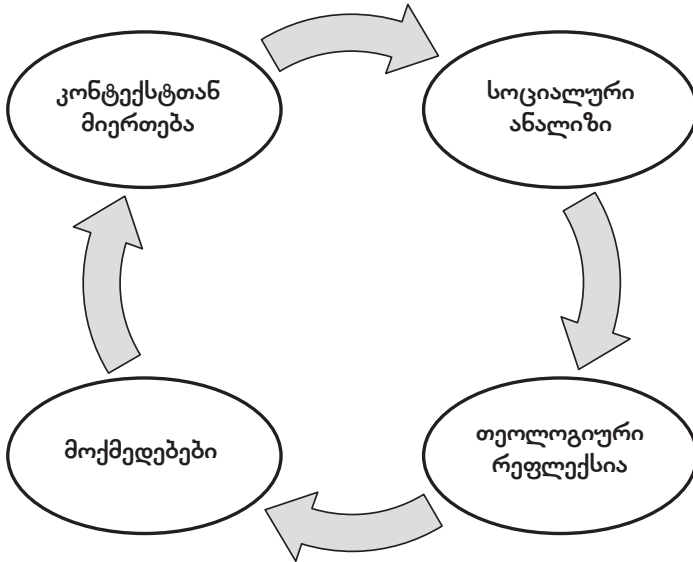 კონტექსტთან
მიერთება
სოციალური
ანალიზი
თეოლოგიური
რეფლექსია
მოქმედებები